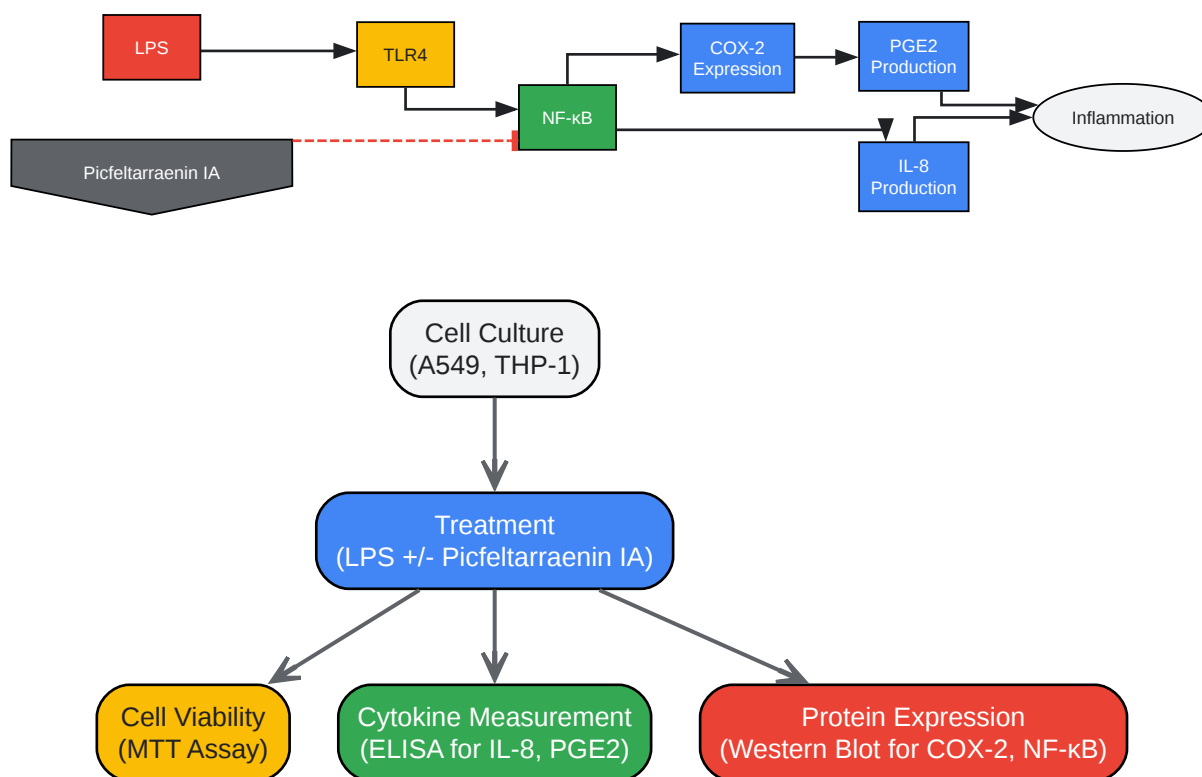 LPS
TLR4
COX-2
Expression
PGE2
Production
NF-κB
Inflammation
Picfeltarraenin IA
IL-8
Production
Cell Culture
(A549, THP-1)
Treatment
(LPS +/- Picfeltarraenin IA)
Cell Viability
(MTT Assay)
Cytokine Measurement
(ELISA for IL-8, PGE2)
Protein Expression
(Western Blot for COX-2, NF-κB)